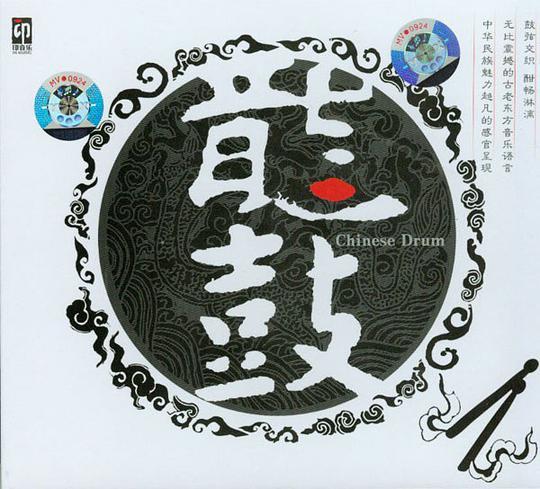 鼓弦交织 酣畅淋漓
无比震撼的古老东方音乐语言
中华民族魅力超凡的感官呈现
印
印音乐
MV●0924
MV●0924
龍
鼓
Chinese Drum